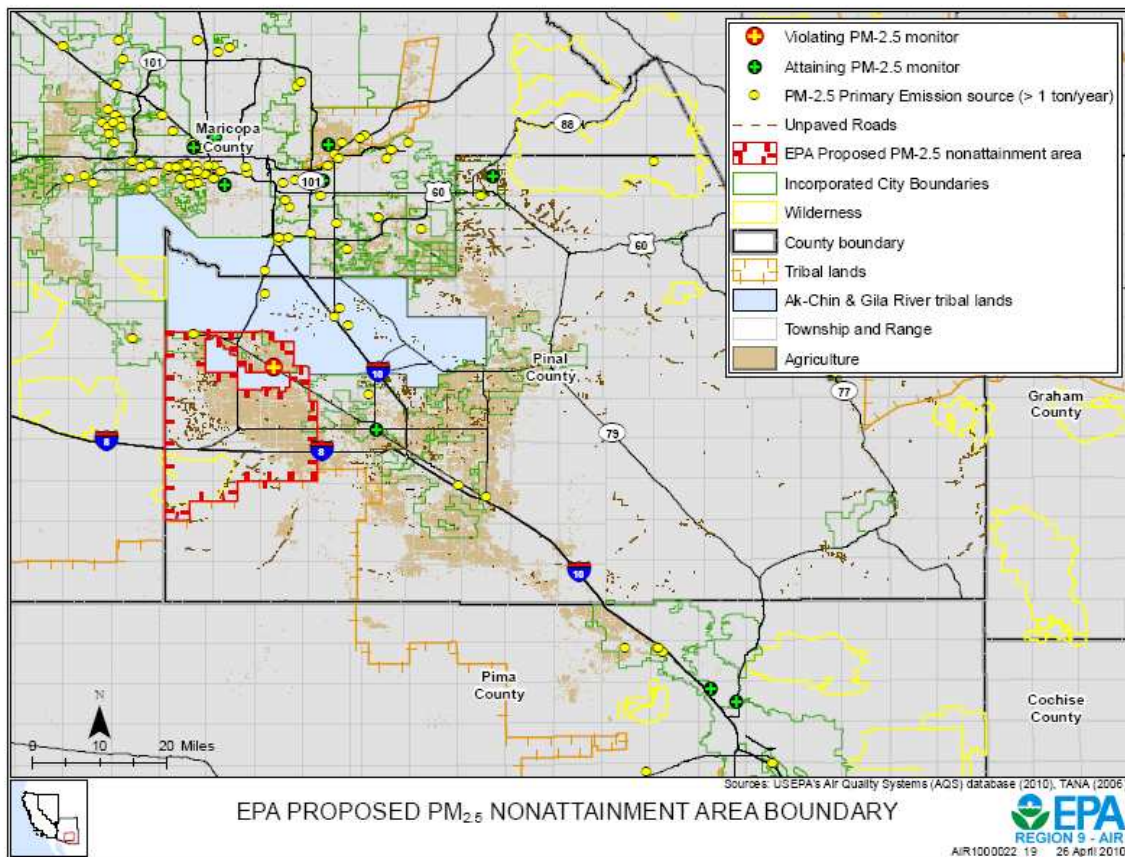 Violating PM-2.5 monitor
Attaining PM-2.5 monitor
PM-2.5 Primary Emission source (> 1 ton/year)
Unpaved Roads
EPA Proposed PM-2.5 nonattainment area
Incorporated City Boundaries
Wilderness
County boundary
Tribal lands
Ak-Chin & Gila River tribal lands
Township and Range
Agriculture
101
88
Maricopa
County
101
60
60
Pinal
County
10
77
Graham
County
79
8
8
10
Pima
County
Cochise
County
N
0 10 20 Miles
Sources: USEPA's Air Quality Systems (AQS) database (2010), TANA (2006
EPA PROPOSED PM2.5 NONATTAINMENT AREA BOUNDARY
EPA
REGION 9 - AIR
AIR1000022_19 26 April 2010